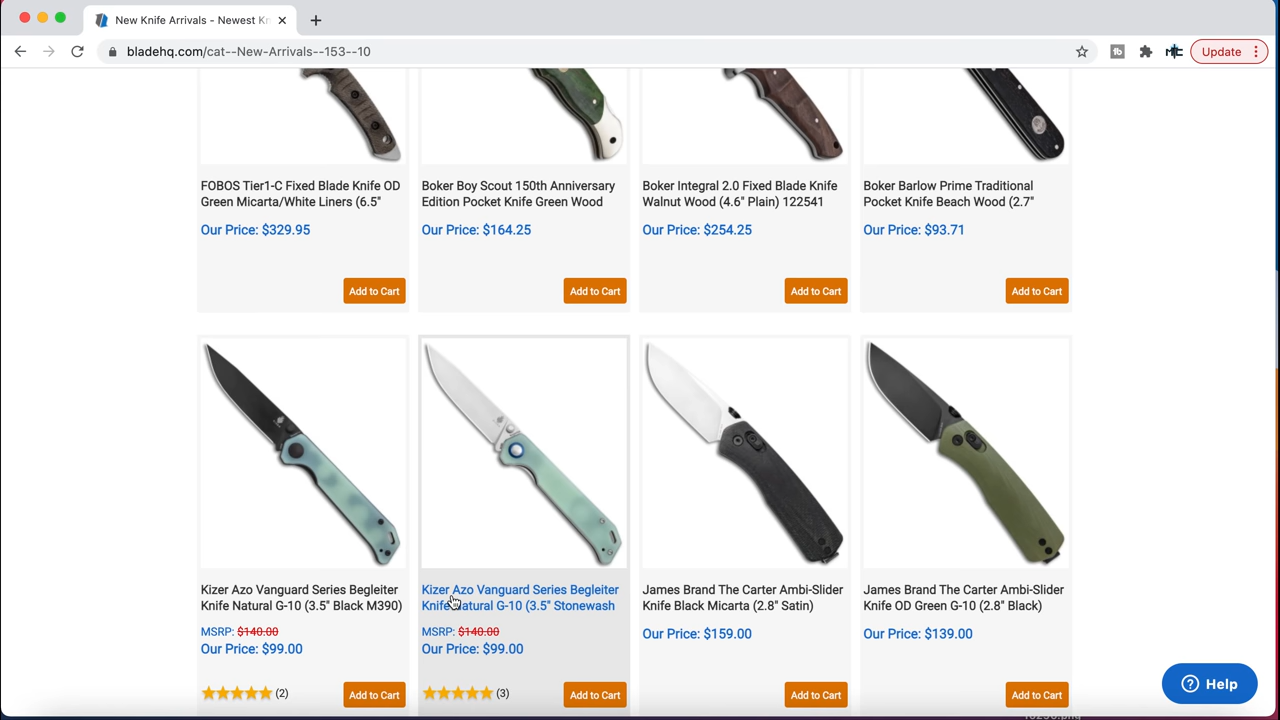 New Knife Arrivals - Newest Kn
bladehq.com/cat--New-Arrivals--153--10
Update
FOBOS Tier1-C Fixed Blade Knife OD
Green Micarta/White Liners (6.5"
Our Price: $329.95
Add to Cart
Boker Boy Scout 150th Anniversary
Edition Pocket Knife Green Wood
Our Price: $164.25
Add to Cart
Boker Integral 2.0 Fixed Blade Knife
Walnut Wood (4.6" Plain) 122541
Our Price: $254.25
Add to Cart
Boker Barlow Prime Traditional
Pocket Knife Beach Wood (2.7"
Our Price: $93.71
Add to Cart
Kizer Azo Vanguard Series Begleiter
Knife Natural G-10 (3.5" Black M390)
MSRP: $140.00
Our Price: $99.00
(2)
Add to Cart
Kizer Azo Vanguard Series Begleiter
Knife Natural G-10 (3.5" Stonewash
MSRP: $140.00
Our Price: $99.00
(3)
Add to Cart
James Brand The Carter Ambi-Slider
Knife Black Micarta (2.8" Satin)
Our Price: $159.00
Add to Cart
James Brand The Carter Ambi-Slider
Knife OD Green G-10 (2.8" Black)
Our Price: $139.00
Add to Cart
Help